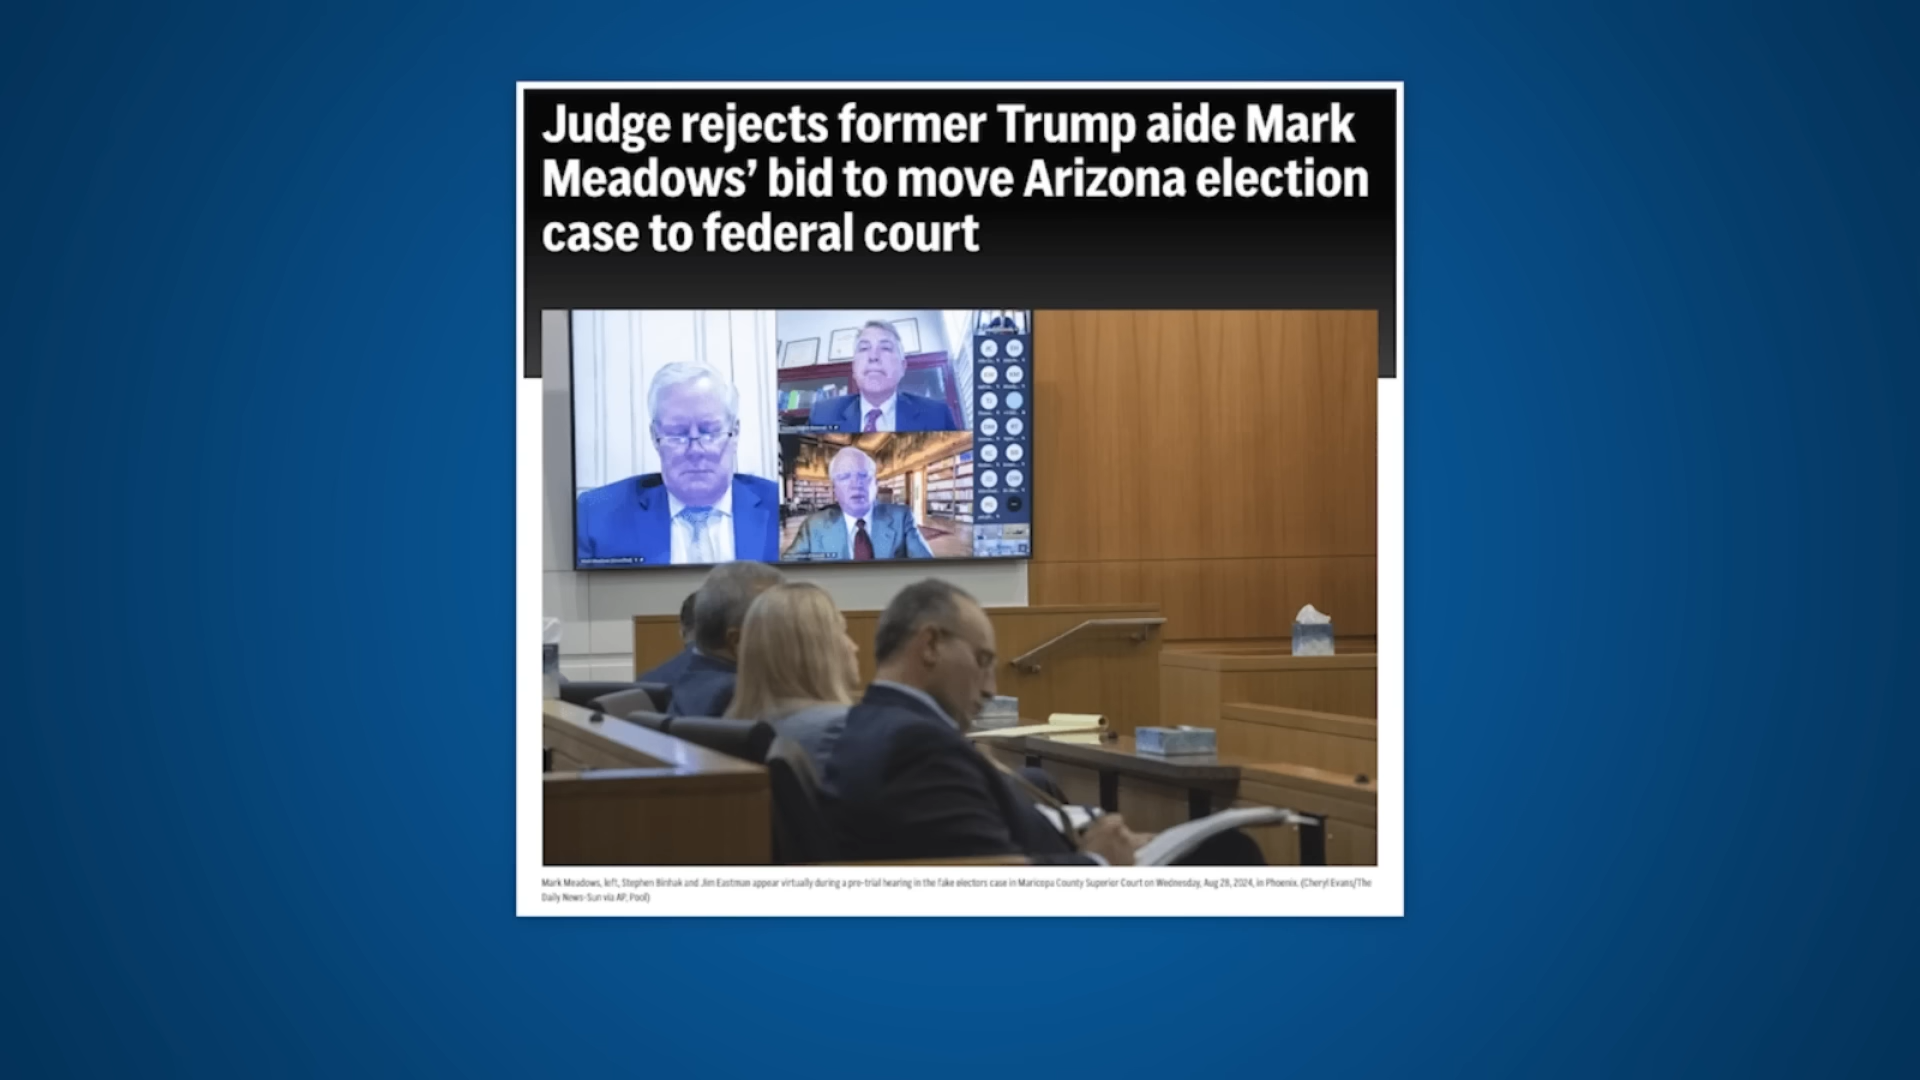 Judge rejects former Trump aide Mark
Meadows’ bid to move Arizona election
case to federal court
Mark Meadows, left, Stephen Binhak and Jim Eastman appear virtually during a pre-trial hearing in the fake electors case in Maricopa County Superior Court on Wednesday, Aug 28, 2024, in Phoenix. (Cheryl Evans/The
Daily News-Sun via AP, Pool)